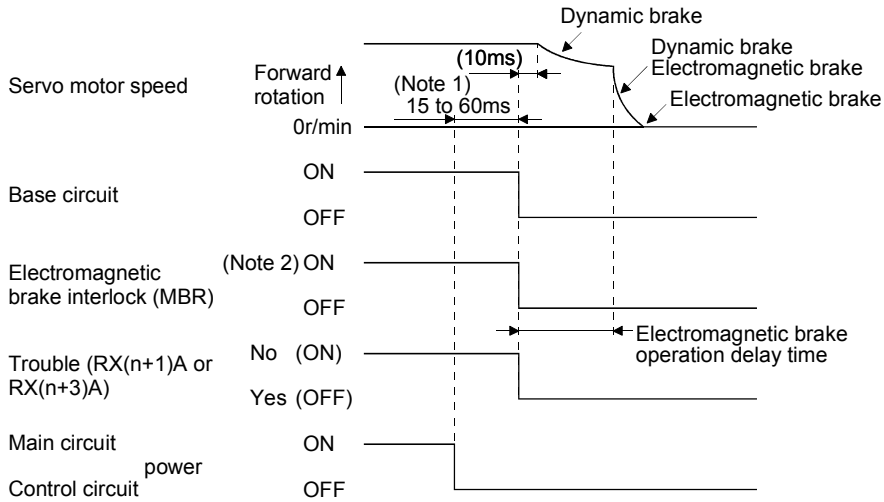 Dynamic brake
(10ms)
Dynamic brake
Electromagnetic brake
Servo motor speed
Forward
rotation
(Note 1)
15 to 60ms
Electromagnetic brake
0r/min
ON
Base circuit
OFF
(Note 2) ON
Electromagnetic
brake interlock (MBR)
OFF
Electromagnetic brake
operation delay time
No (ON)
Trouble (RX(n+1)A or
RX(n+3)A)
Yes (OFF)
Main circuit
ON
power
Control circuit
OFF